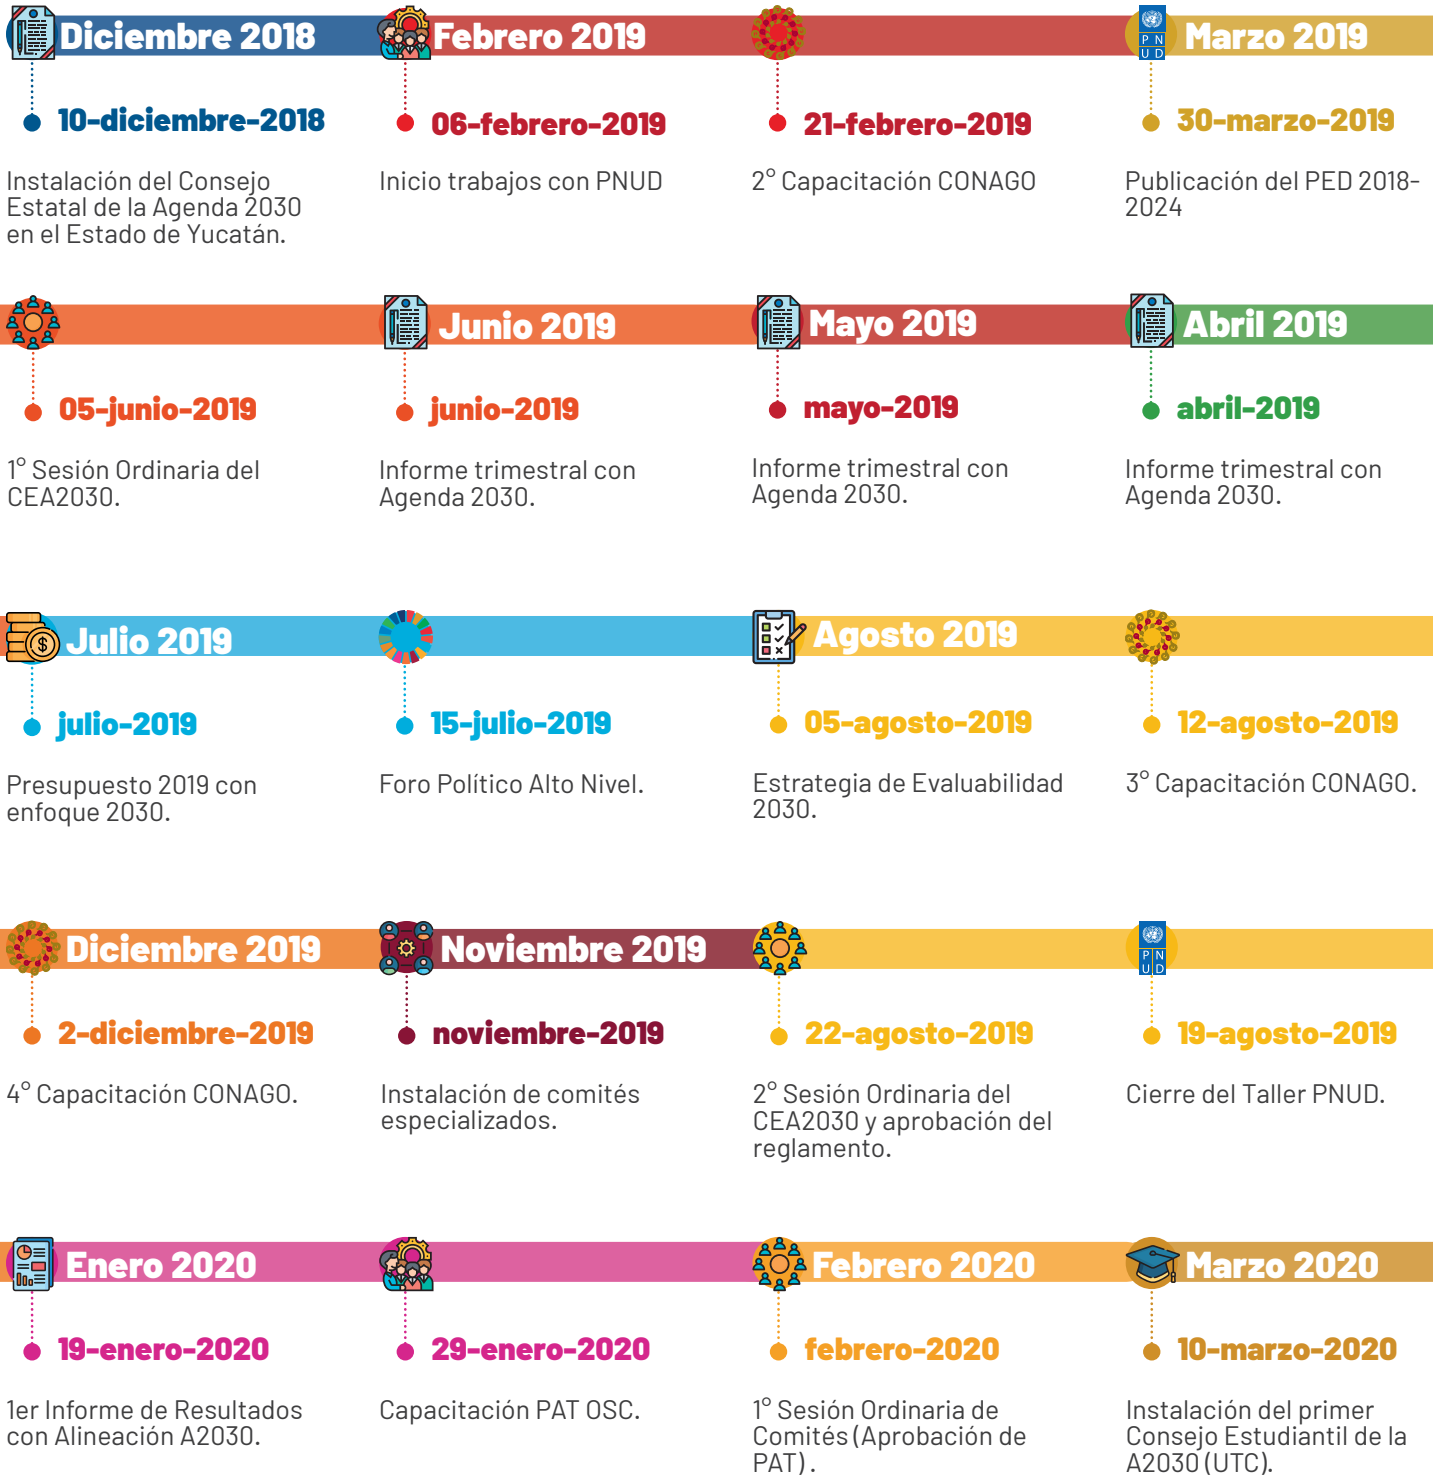 Diciembre 2018
10-diciembre-2018
Instalación del Consejo
Estatal de la Agenda 2030
en el Estado de Yucatán.
Febrero 2019
06-febrero-2019
Inicio trabajos con PNUD
21-febrero-2019
2° Capacitación CONAGO
P N
U D
Marzo 2019
30-marzo-2019
Publicación del PED 2018-
2024
05-junio-2019
1° Sesión Ordinaria del
CEA2030.
Junio 2019
junio-2019
Informe trimestral con
Agenda 2030.
Mayo 2019
mayo-2019
Informe trimestral con
Agenda 2030.
Abril 2019
abril-2019
Informe trimestral con
Agenda 2030.
$
Julio 2019
julio-2019
Presupuesto 2019 con
enfoque 2030.
15-julio-2019
Foro Político Alto Nivel.
Agosto 2019
05-agosto-2019
Estrategia de Evaluabilidad
2030.
12-agosto-2019
3° Capacitación CONAGO.
Diciembre 2019
2-diciembre-2019
4° Capacitación CONAGO.
Noviembre 2019
noviembre-2019
Instalación de comités
especializados.
22-agosto-2019
2° Sesión Ordinaria del
CEA2030 y aprobación del
reglamento.
P N
U D
19-agosto-2019
Cierre del Taller PNUD.
Enero 2020
19-enero-2020
1er Informe de Resultados
con Alineación A2030.
29-enero-2020
Capacitación PAT OSC.
Febrero 2020
febrero-2020
1° Sesión Ordinaria de
Comités (Aprobación de
PAT) .
Marzo 2020
10-marzo-2020
Instalación del primer
Consejo Estudiantil de la
A2030 (UTC).